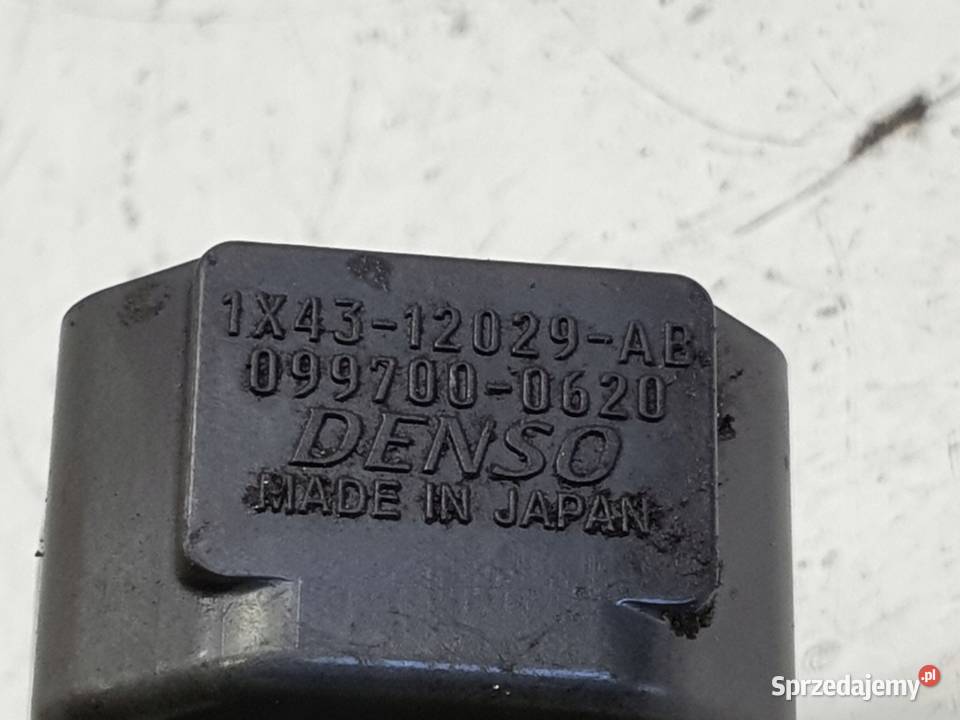 1X43-12029-AB
099700-0620
DENSO
MADE IN JAPAN
Sprzedajemy.pl